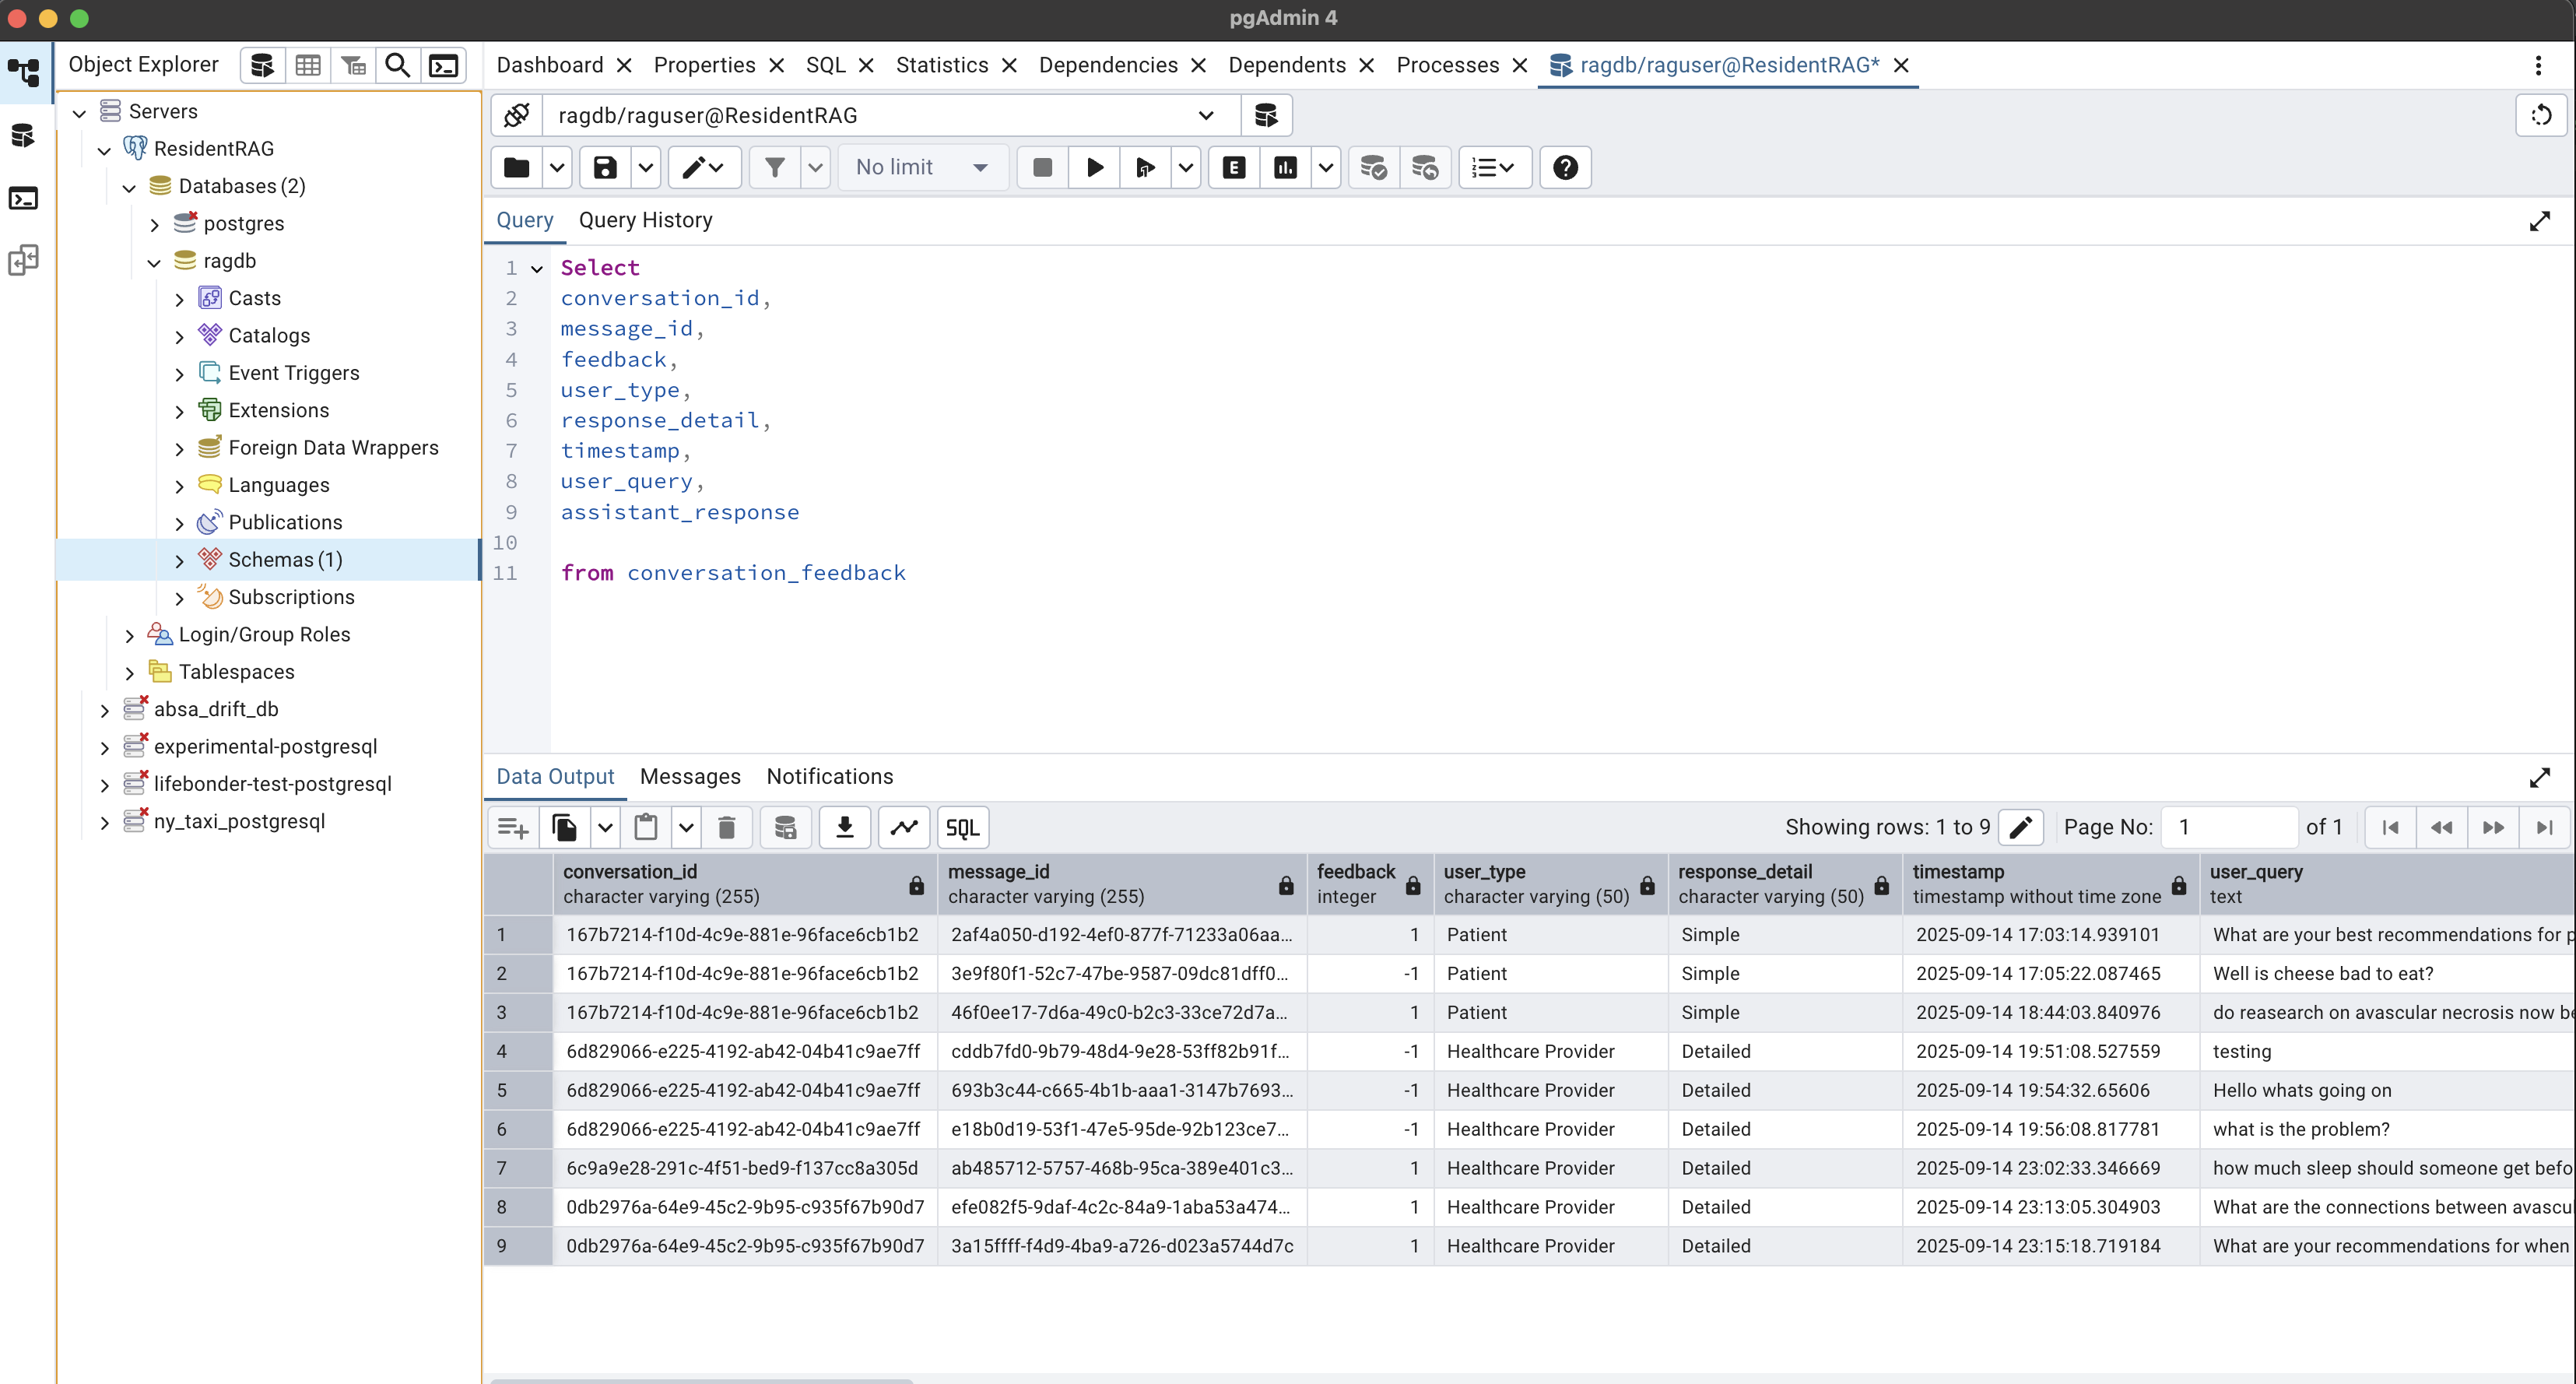 pgAdmin 4
Object Explorer
Dashboard Properties SQL Statistics Dependencies Dependents Processes ragdb/raguser@ResidentRAG*
Servers
ResidentRAG
Databases (2)
postgres
ragdb
Casts
Catalogs
Event Triggers
Extensions
Foreign Data Wrappers
Languages
Publications
Schemas (1)
Subscriptions
Login/Group Roles
Tablespaces
absa_drift_db
experimental-postgresql
lifebonder-test-postgresql
ny_taxi_postgresql
ragdb/raguser@ResidentRAG
No limit
E
Query Query History
1 Select
2 conversation_id,
3 message_id,
4 feedback,
5 user_type,
6 response_detail,
7 timestamp,
8 user_query,
9 assistant_response
10
11 from conversation_feedback
Data Output Messages Notifications
SQL Showing rows: 1 to 9 Page No: 1 of 1
conversation_id message_id feedback user_type response_detail timestamp user_query
character varying (255) character varying (255) integer character varying (50) character varying (50) timestamp without time zone text
1 167b7214-f10d-4c9e-881e-96face6cb1b2 2af4a050-d192-4ef0-877f-71233a06aa... 1 Patient Simple 2025-09-14 17:03:14.939101 What are your best recommendations for p
2 167b7214-f10d-4c9e-881e-96face6cb1b2 3e9f80f1-52c7-47be-9587-09dc81dff0... -1 Patient Simple 2025-09-14 17:05:22.087465 Well is cheese bad to eat?
3 167b7214-f10d-4c9e-881e-96face6cb1b2 46f0ee17-7d6a-49c0-b2c3-33ce72d7a... 1 Patient Simple 2025-09-14 18:44:03.840976 do reasearch on avascular necrosis now be
4 6d829066-e225-4192-ab42-04b41c9ae7ff cddb7fd0-9b79-48d4-9e28-53ff82b91f... -1 Healthcare Provider Detailed 2025-09-14 19:51:08.527559 testing
5 6d829066-e225-4192-ab42-04b41c9ae7ff 693b3c44-c665-4b1b-aaa1-3147b7693... -1 Healthcare Provider Detailed 2025-09-14 19:54:32.65606 Hello whats going on
6 6d829066-e225-4192-ab42-04b41c9ae7ff e18b0d19-53f1-47e5-95de-92b123ce7... -1 Healthcare Provider Detailed 2025-09-14 19:56:08.817781 what is the problem?
7 6c9a9e28-291c-4f51-bed9-f137cc8a305d ab485712-5757-468b-95ca-389e401c3... 1 Healthcare Provider Detailed 2025-09-14 23:02:33.346669 how much sleep should someone get befo
8 0db2976a-64e9-45c2-9b95-c935f67b90d7 efe082f5-9daf-4c2c-84a9-1aba53a474... 1 Healthcare Provider Detailed 2025-09-14 23:13:05.304903 What are the connections between avascu
9 0db2976a-64e9-45c2-9b95-c935f67b90d7 3a15ffff-f4d9-4ba9-a726-d023a5744d7c 1 Healthcare Provider Detailed 2025-09-14 23:15:18.719184 What are your recommendations for when